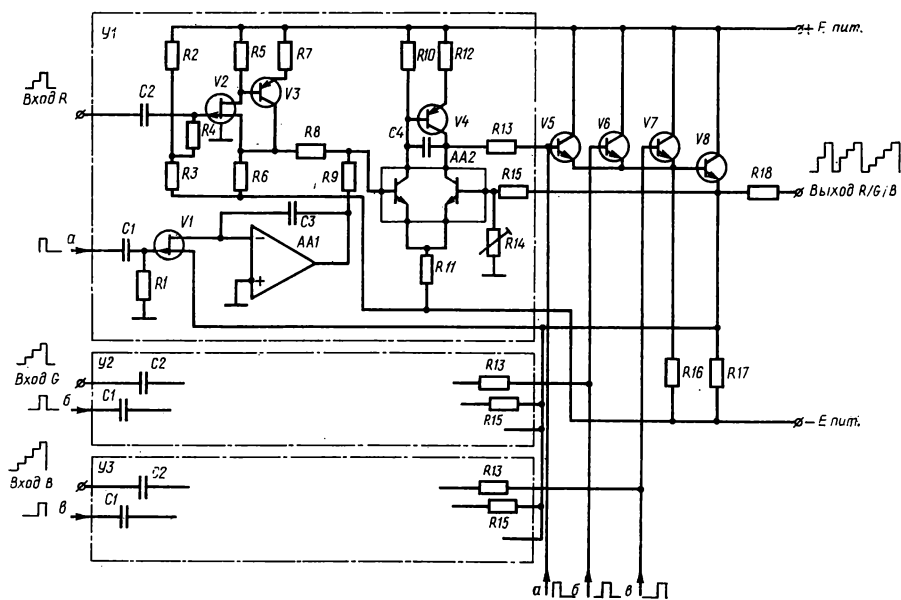 У1
R2
R5
R7
R10
R12
+ Е пит.
V2
V3
Вход R
C2
R4
V4
C4
R13
V5
V6
V7
V8
R8
AA2
R3
R6
R9
R15
R18
Выход R/G/B
V1
C3
а
C1
AA1
R14
R1
R11
У2
C2
Вход G
R13
R16
R17
б
C1
R15
− Е пит.
У3
C2
R13
Вход B
C1
в
R15
а
б
в